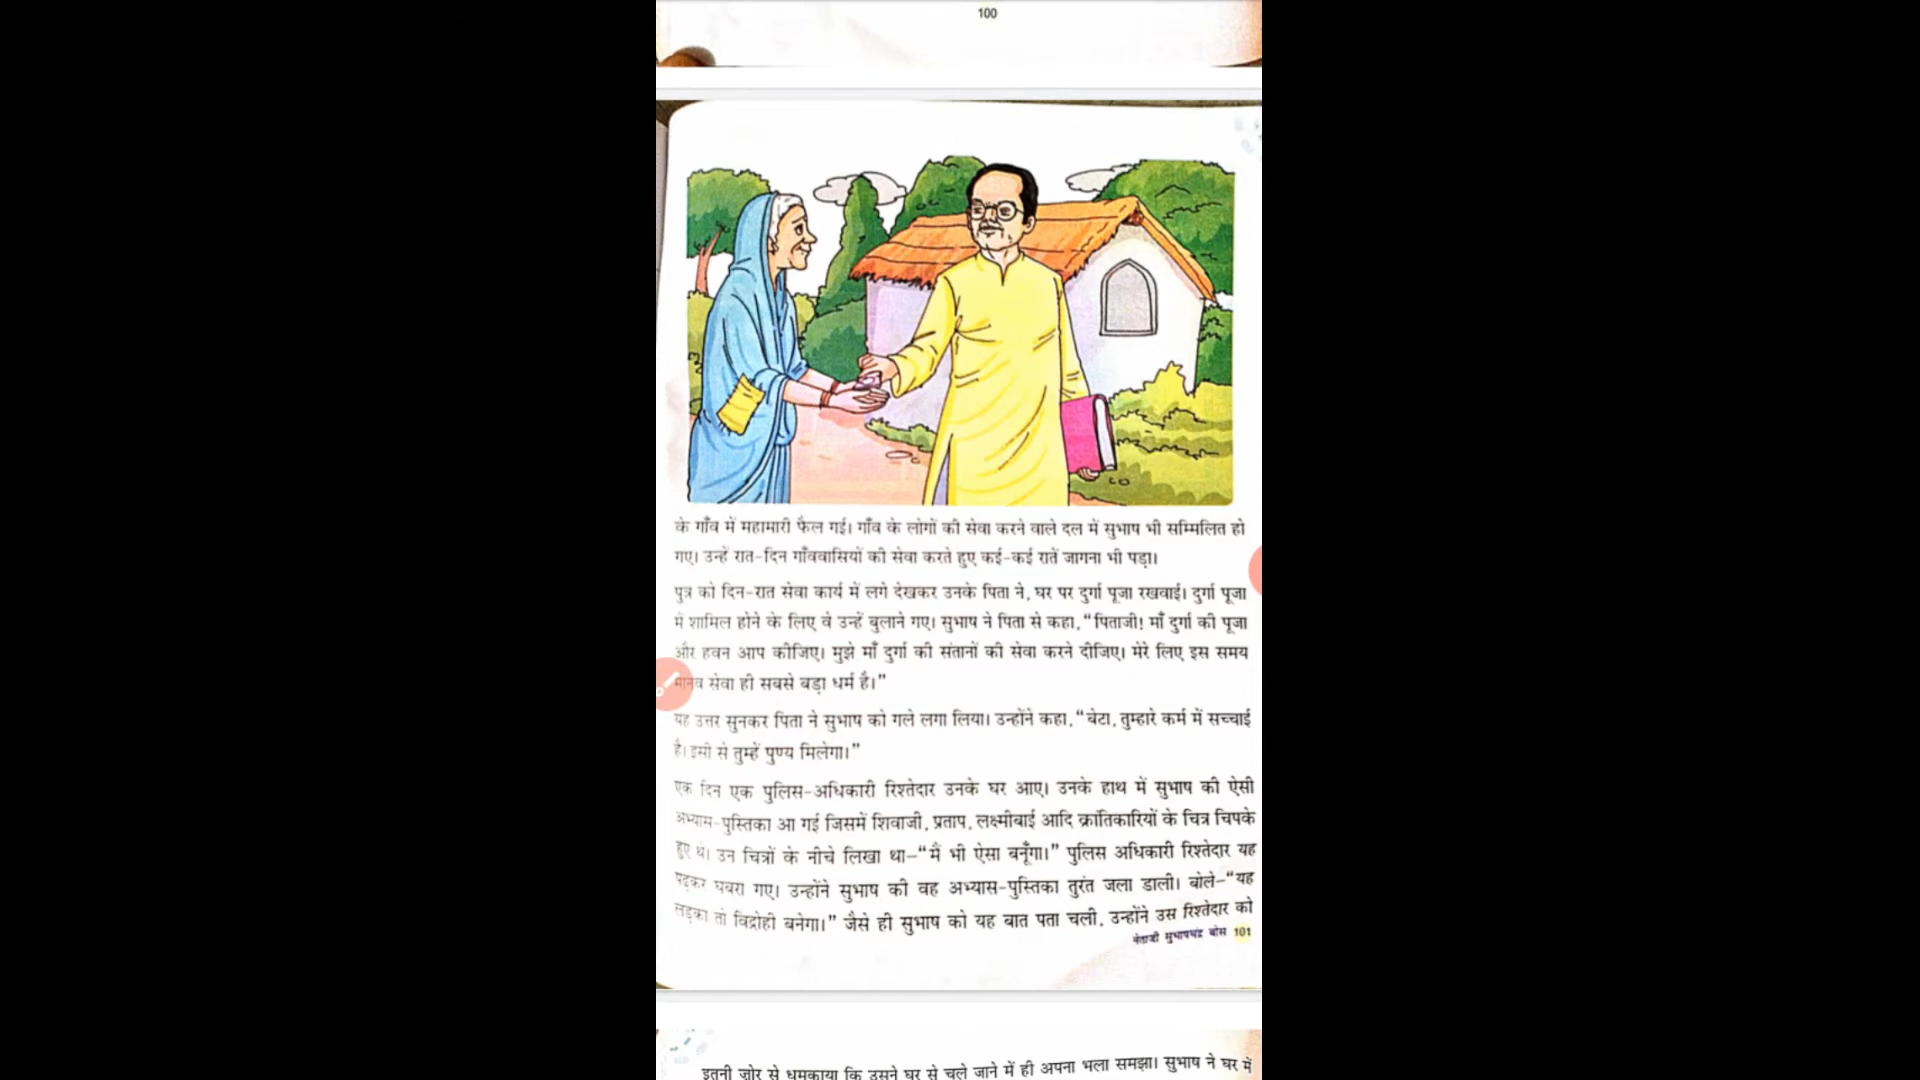 100
के गाँव में महामारी फैल गई। गाँव के लोगों की सेवा करने वाले दल में सुभाष भी सम्मिलित हो
गए। उन्हें रात-दिन गाँववासियों की सेवा करते हुए कई-कई रातें जागना भी पड़ा।
पुत्र को दिन-रात सेवा कार्य में लगे देखकर उनके पिता ने, घर पर दुर्गा पूजा रखवाई। दुर्गा पूजा
में शामिल होने के लिए वे उन्हें बुलाने गए। सुभाष ने पिता से कहा, “पिताजी! माँ दुर्गा की पूजा
और हवन आप कीजिए। मुझे माँ दुर्गा की संतानों की सेवा करने दीजिए। मेरे लिए इस समय
मानव सेवा ही सबसे बड़ा धर्म है।”
यह उत्तर सुनकर पिता ने सुभाष को गले लगा लिया। उन्होंने कहा, “बेटा, तुम्हारे कर्म में सच्चाई
है। इसी से तुम्हें पुण्य मिलेगा।”
एक दिन एक पुलिस-अधिकारी रिश्तेदार उनके घर आए। उनके हाथ में सुभाष की ऐसी
अभ्यास-पुस्तिका आ गई जिसमें शिवाजी, प्रताप, लक्ष्मीबाई आदि क्रांतिकारियों के चित्र चिपके
हुए थे। उन चित्रों के नीचे लिखा था–“मैं भी ऐसा बनूँगा।” पुलिस अधिकारी रिश्तेदार यह
पढ़कर घबरा गए। उन्होंने सुभाष की वह अभ्यास-पुस्तिका तुरंत जला डाली। बोले–“यह
लड़का तो विद्रोही बनेगा।” जैसे ही सुभाष को यह बात पता चली, उन्होंने उस रिश्तेदार को
नेताजी सुभाषचंद्र बोस 101
इतनी ज़ोर से धमकाया कि उसने घर से चले जाने में ही अपना भला समझा। सुभाष ने घर में